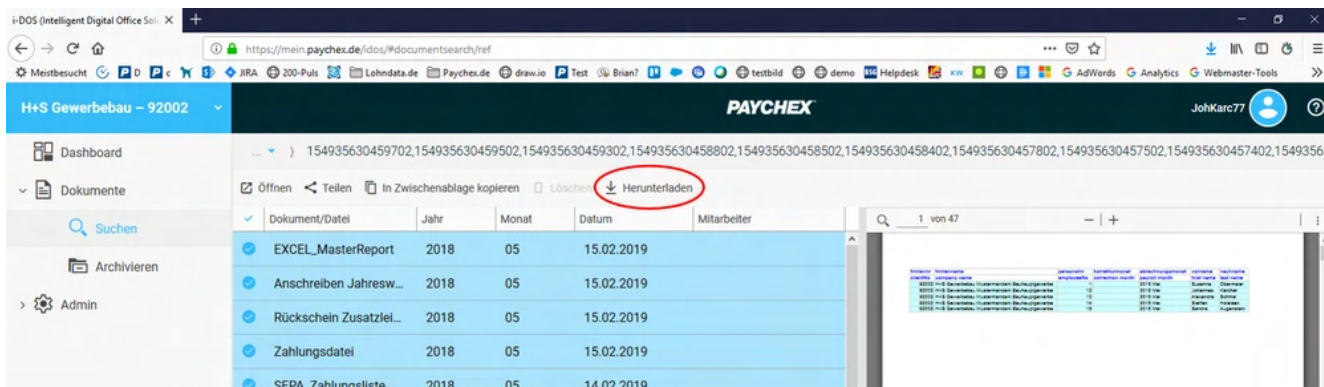 i-DOS (Intelligent Digital Office Sol
https://mein.paychex.de/idos/#documentsearch/ref
Meistbesucht D c JIRA 200-Puls Lohndata.de Paychex.de draw.io Test Brian? testbild demo Helpdesk KW AdWords Analytics Webmaster-Tools
H+S Gewerbebau – 92002 PAYCHEX JohKarc77
Dashboard ... 154935630459702,154935630459502,154935630459302,154935630458802,154935630458502,154935630458402,154935630457802,154935630457502,154935630457402,154935
Dokumente Öffnen Teilen In Zwischenablage kopieren Löschen Herunterladen
Dokument/Datei Jahr Monat Datum Mitarbeiter 1 von 47
Suchen
EXCEL_MasterReport 2018 05 15.02.2019
Archivieren
Anschreiben Jahresw... 2018 05 15.02.2019
Admin
Rückschein Zusatzlei... 2018 05 15.02.2019
Zahlungsdatei 2018 05 15.02.2019
SEPA_Zahlungsliste 2018 05 14.02.2019